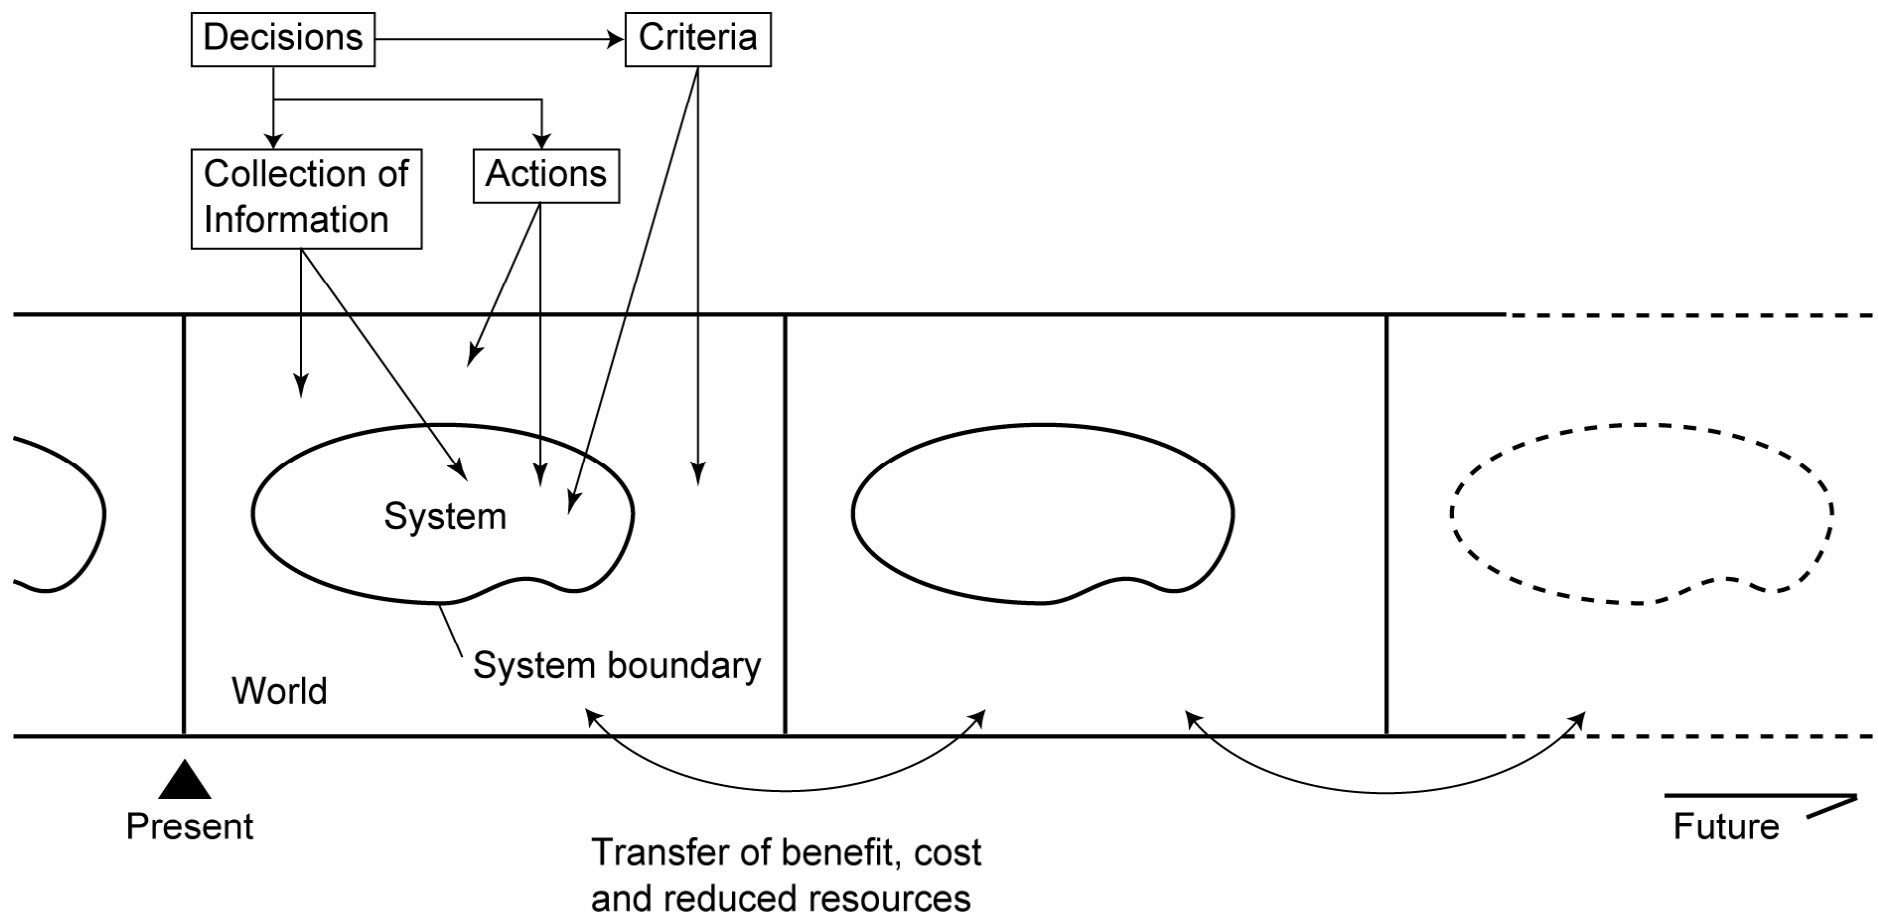 Decisions
Criteria
Collection of
Information
Actions
System
System boundary
World
Present
Future
Transfer of benefit, cost
and reduced resources